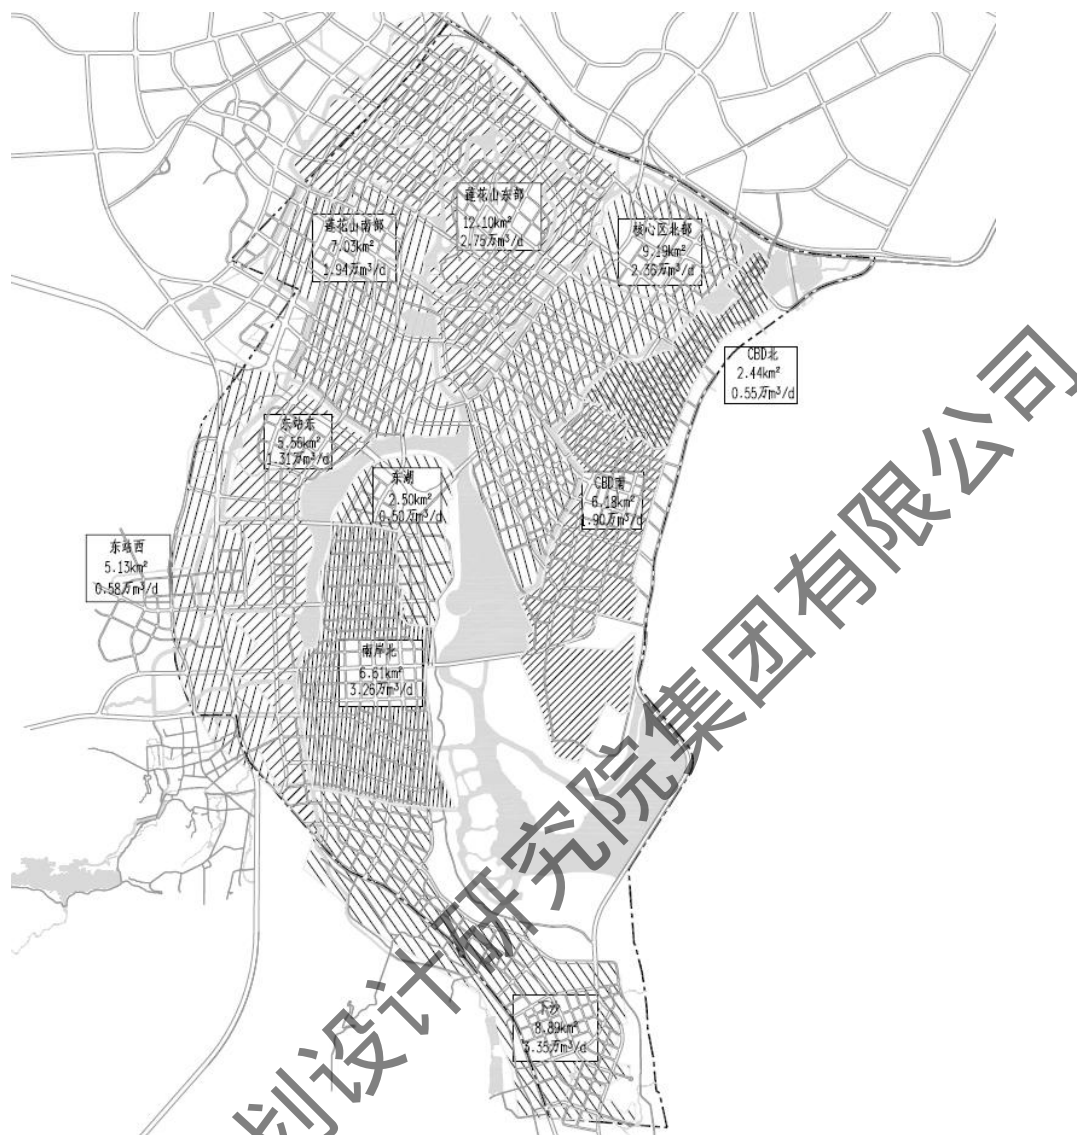 莲花山东部
12.10km²
2.75万m³/d
莲花山南部
7.03km²
1.94万m³/d
核心区北部
9.19km²
2.36万m³/d
CBD北
2.44km²
0.55万m³/d
东站东
5.56km²
1.31万m³/d
东湖
2.50km²
0.50万m³/d
CBD南
6.18km²
1.90万m³/d
东站西
5.13km²
0.58万m³/d
南岸北
6.61km²
3.26万m³/d
下沙
8.89km²
3.35万m³/d
划设计研究院集团有限公司